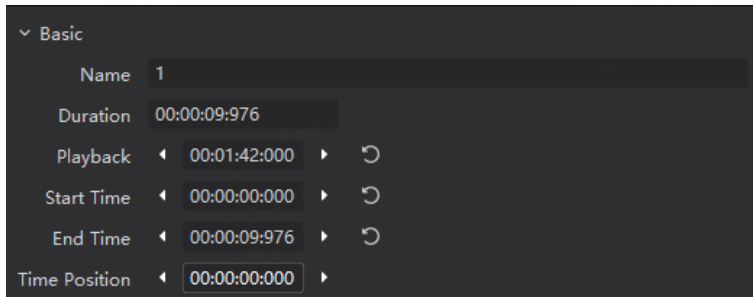 Basic
Name 1
Duration 00:00:09:976
Playback 00:01:42:000
Start Time 00:00:00:000
End Time 00:00:09:976
Time Position 00:00:00:000